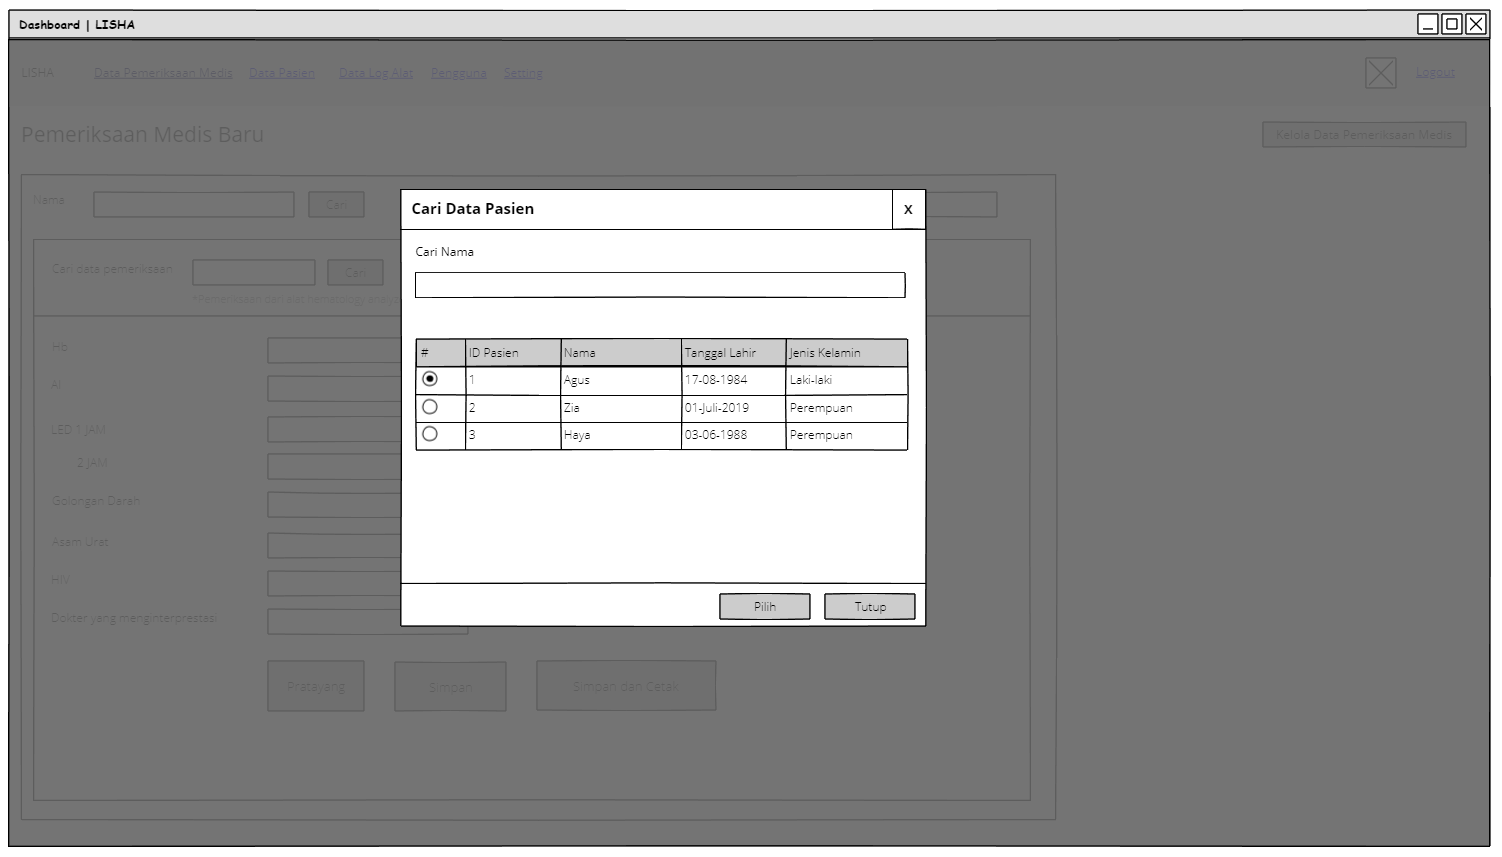 Dashboard | LISHA
LISHA Data Pemeriksaan Medis Data Pasien Data Log Alat Pengguna Setting Logout
Pemeriksaan Medis Baru Kelola Data Pemeriksaan Medis
Nama Cari
Cari Data Pasien X
Cari Nama
Cari data pemeriksaan Cari
*Pemeriksaan dari alat hematology
# ID Pasien Nama Tanggal Lahir Jenis Kelamin
1 Agus 17-08-1984 Laki-laki
2 Zia 01-Juli-2019 Perempuan
3 Haya 03-06-1988 Perempuan
Pilih Tutup
Hb
Al
LED 1 JAM
2 JAM
Golongan Darah
Asam Urat
HIV
Dokter yang menginterprestasi
Pratayang Simpan Simpan dan Cetak